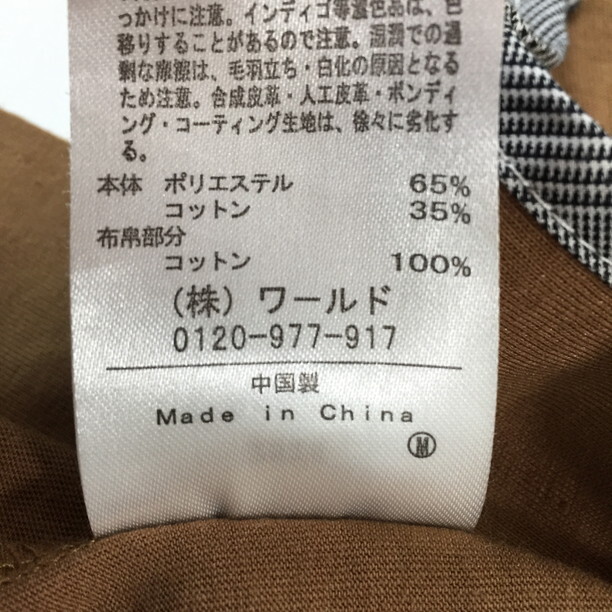 っかけに注意。インディゴ等濃色品は、色
移りすることがあるので注意。湿潤での過
剰な摩擦は、毛羽立ち・白化の原因となる
ため注意。合成皮革・人工皮革・ボンディ
ング・コーティング生地は、徐々に劣化す
る。
本体 ポリエステル 65%
コットン 35%
布帛部分
コットン 100%
（株）ワールド
0120-977-917
中国製
Made in China
M